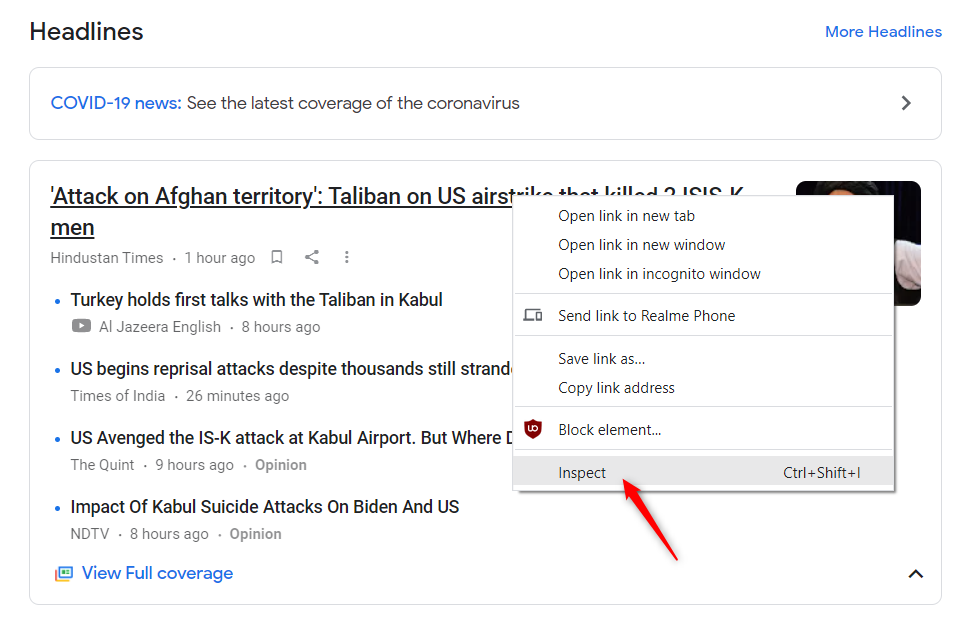 Headlines
More Headlines
COVID-19 news: See the latest coverage of the coronavirus
'Attack on Afghan territory': Taliban on US airstrike that killed 2 ISIS-K
men
Hindustan Times · 1 hour ago
Turkey holds first talks with the Taliban in Kabul
Al Jazeera English · 8 hours ago
US begins reprisal attacks despite thousands still
Times of India · 26 minutes ago
US Avenged the IS-K attack at Kabul Airport. But Where
The Quint · 9 hours ago · Opinion
Impact Of Kabul Suicide Attacks On Biden And US
NDTV · 8 hours ago · Opinion
View Full coverage
Open link in new tab
Open link in new window
Open link in incognito window
Send link to Realme Phone
Save link as...
Copy link address
Block element...
Inspect Ctrl+Shift+I